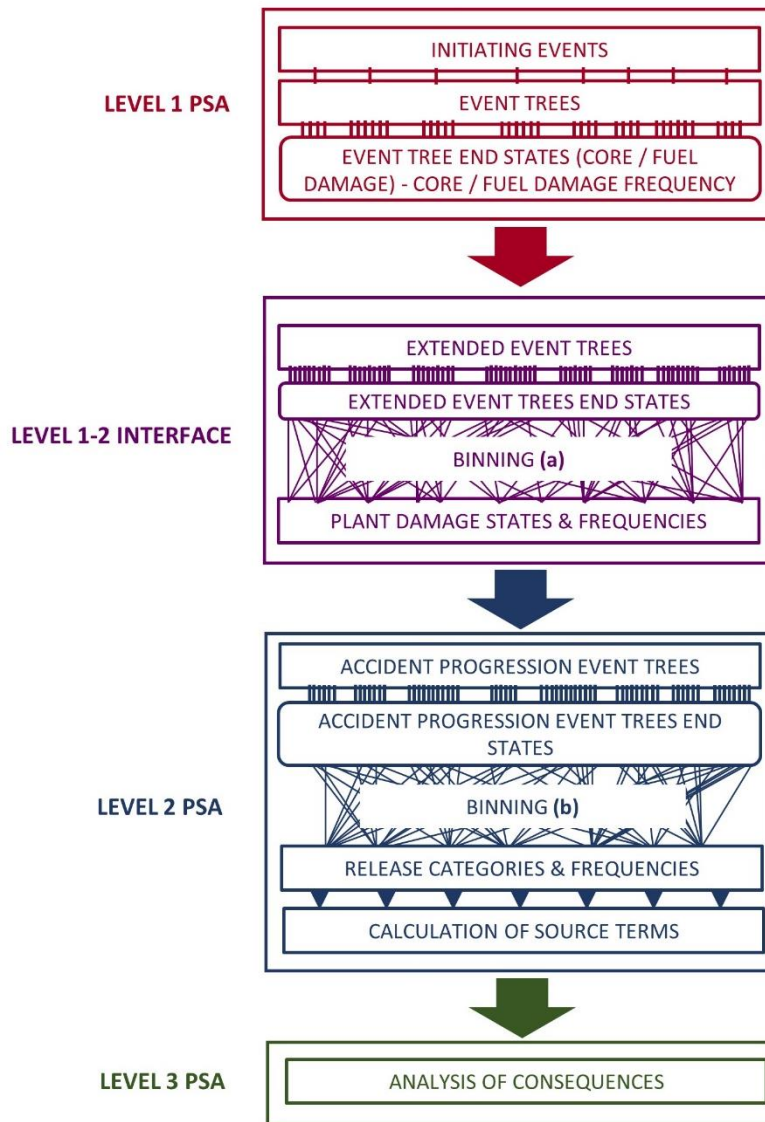 LEVEL 1 PSA
INITIATING EVENTS
EVENT TREES
EVENT TREE END STATES (CORE / FUEL
DAMAGE) - CORE / FUEL DAMAGE FREQUENCY
LEVEL 1-2 INTERFACE
EXTENDED EVENT TREES
EXTENDED EVENT TREES END STATES
BINNING (a)
PLANT DAMAGE STATES & FREQUENCIES
LEVEL 2 PSA
ACCIDENT PROGRESSION EVENT TREES
ACCIDENT PROGRESSION EVENT TREES END
STATES
BINNING (b)
RELEASE CATEGORIES & FREQUENCIES
CALCULATION OF SOURCE TERMS
LEVEL 3 PSA
ANALYSIS OF CONSEQUENCES